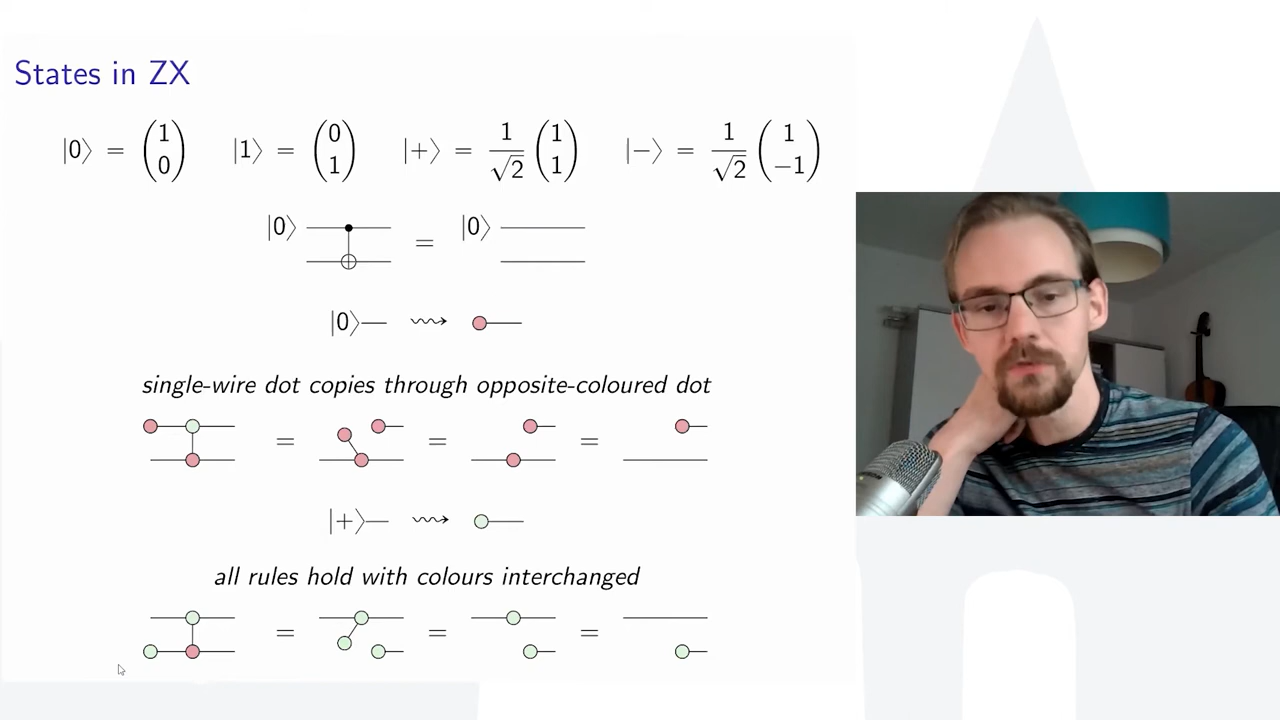 States in ZX
|0⟩ = (1 0) |1⟩ = (0 1) |+⟩ = 1/√2 (1 1) |−⟩ = 1/√2 (1 −1)
|0⟩ = |0⟩
|0⟩
single-wire dot copies through opposite-coloured dot
= = =
|+⟩
all rules hold with colours interchanged
= = =